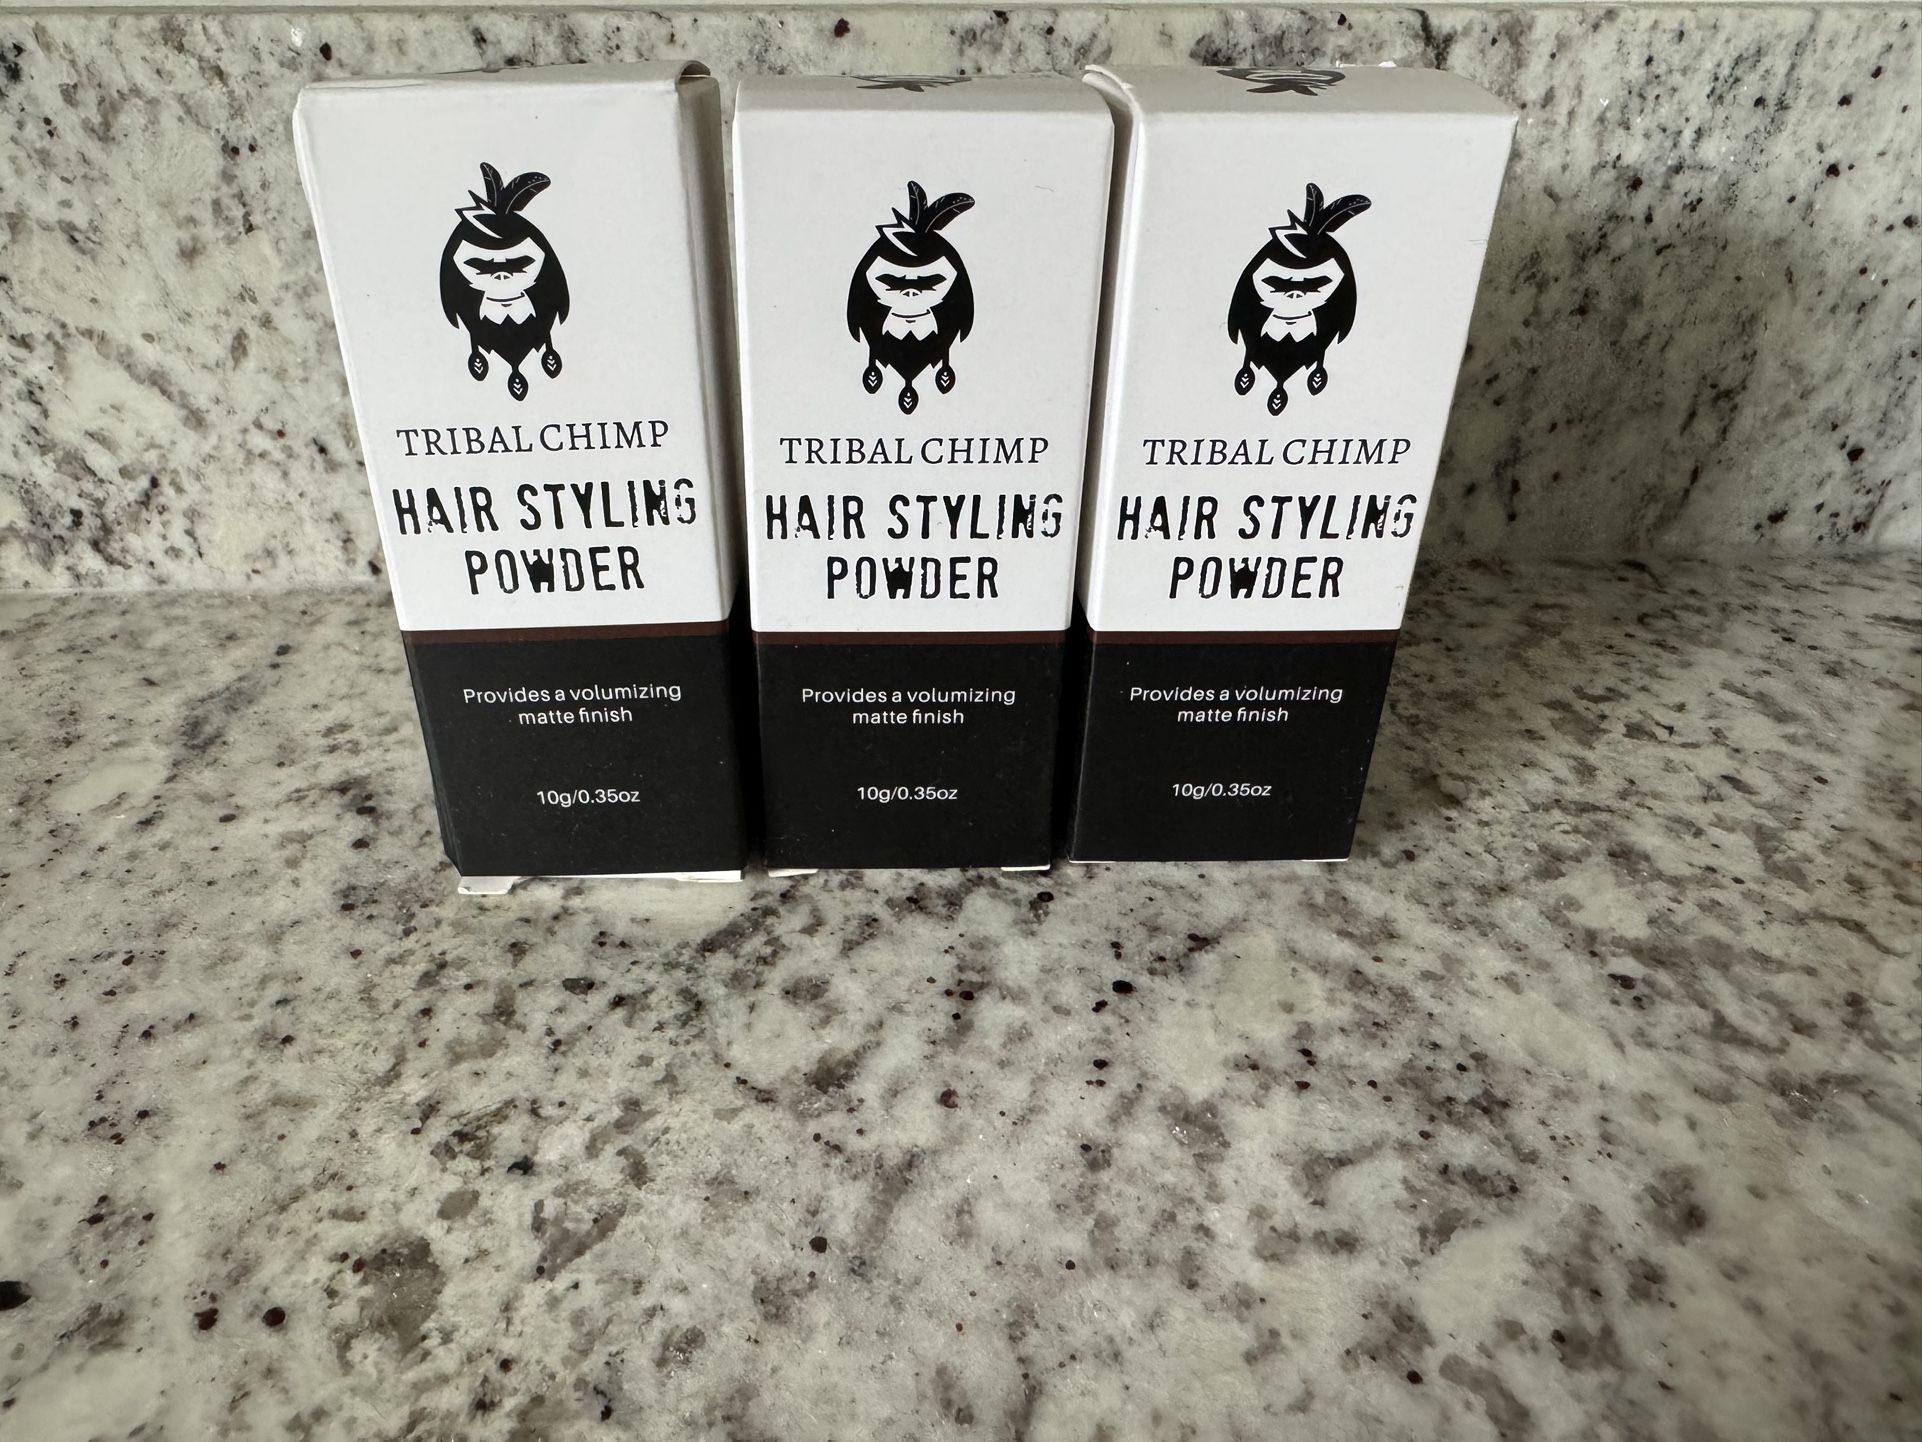 TRIBAL CHIMP
HAIR STYLING
POWDER
Provides a volumizing
matte finish
10g/0.35oz
TRIBAL CHIMP
HAIR STYLING
POWDER
Provides a volumizing
matte finish
10g/0.35oz
TRIBAL CHIMP
HAIR STYLING
POWDER
Provides a volumizing
matte finish
10g/0.35oz